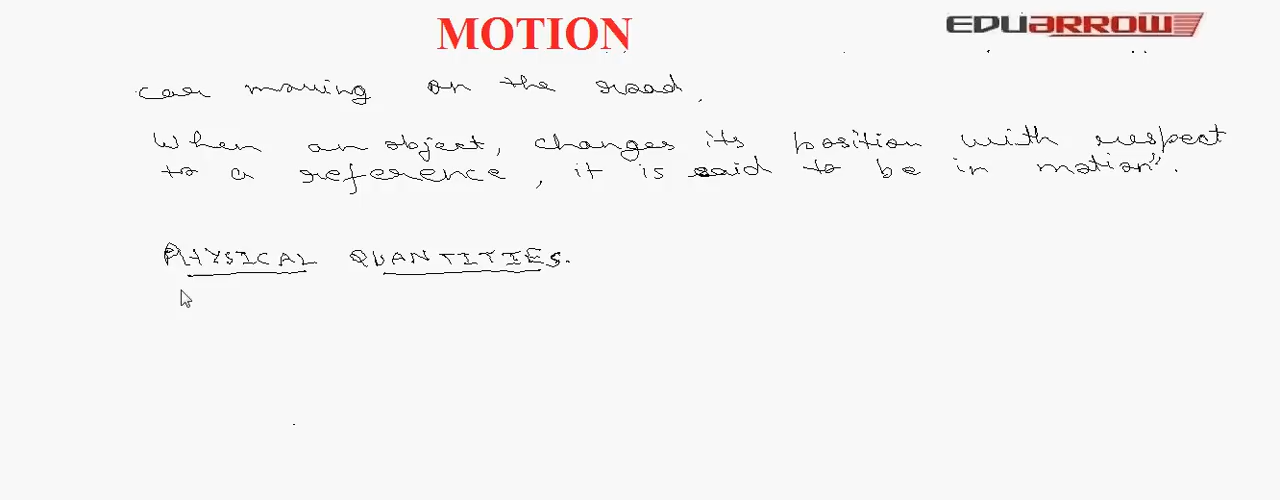 MOTION
EDUARROW
car moving on the road.
When an object, changes its position with respect
to a reference, it is said to be in motion".
PHYSICAL QUANTITIES.